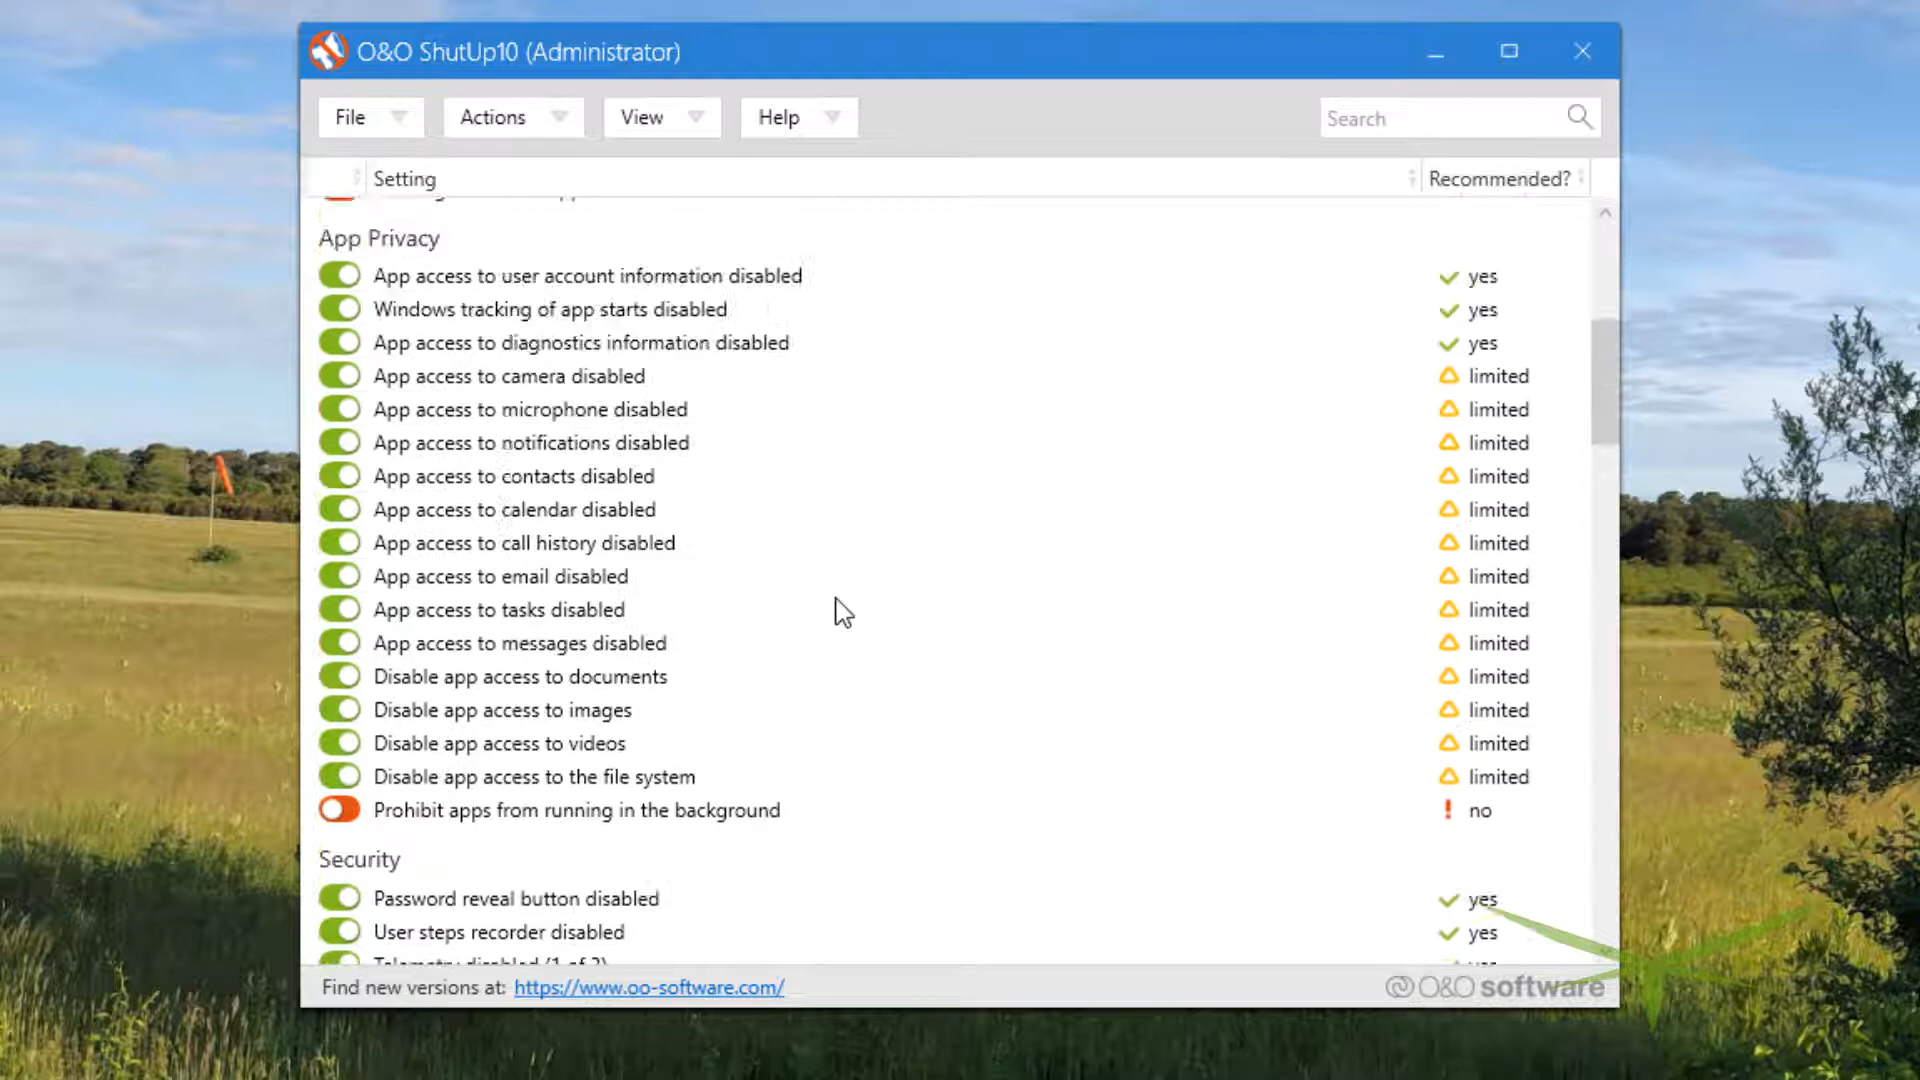 O&O ShutUp10 (Administrator)
File Actions View Help Search
Setting Recommended?
App Privacy
App access to user account information disabled yes
Windows tracking of app starts disabled yes
App access to diagnostics information disabled yes
App access to camera disabled limited
App access to microphone disabled limited
App access to notifications disabled limited
App access to contacts disabled limited
App access to calendar disabled limited
App access to call history disabled limited
App access to email disabled limited
App access to tasks disabled limited
App access to messages disabled limited
Disable app access to documents limited
Disable app access to images limited
Disable app access to videos limited
Disable app access to the file system limited
Prohibit apps from running in the background ! no
Security
Password reveal button disabled yes
User steps recorder disabled yes
Telemetry disabled (1 of 3) yes
Find new versions at: https://www.oo-software.com/ O&O software